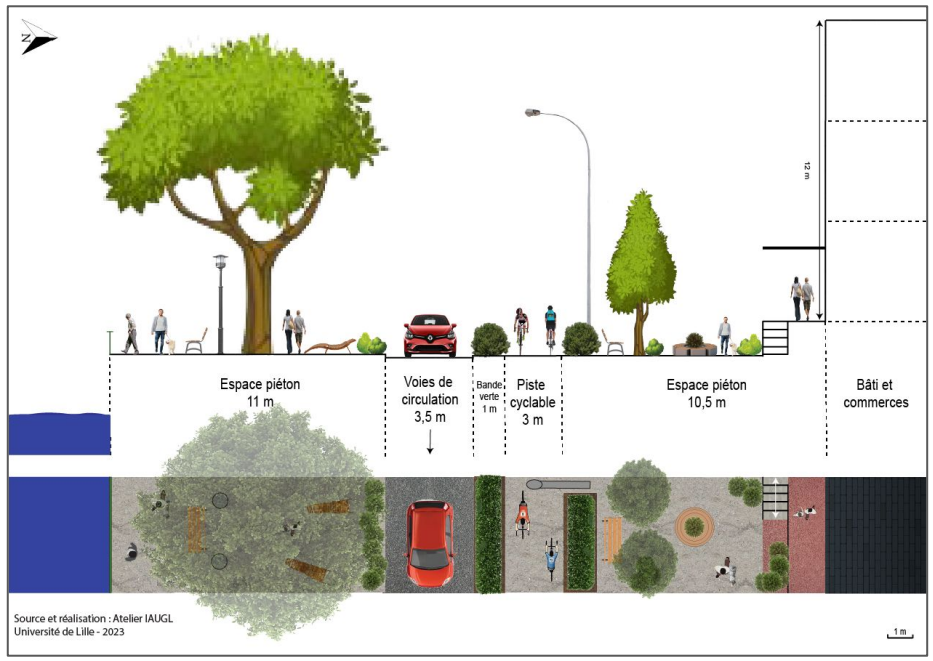 N
12 m
Espace piéton
11 m
Voies de
circulation
3,5 m
Bande
verte
1 m
Piste
cyclable
3 m
Espace piéton
10,5 m
Bâti et
commerces
Source et réalisation : Atelier IAUGL
Université de Lille - 2023
1 m